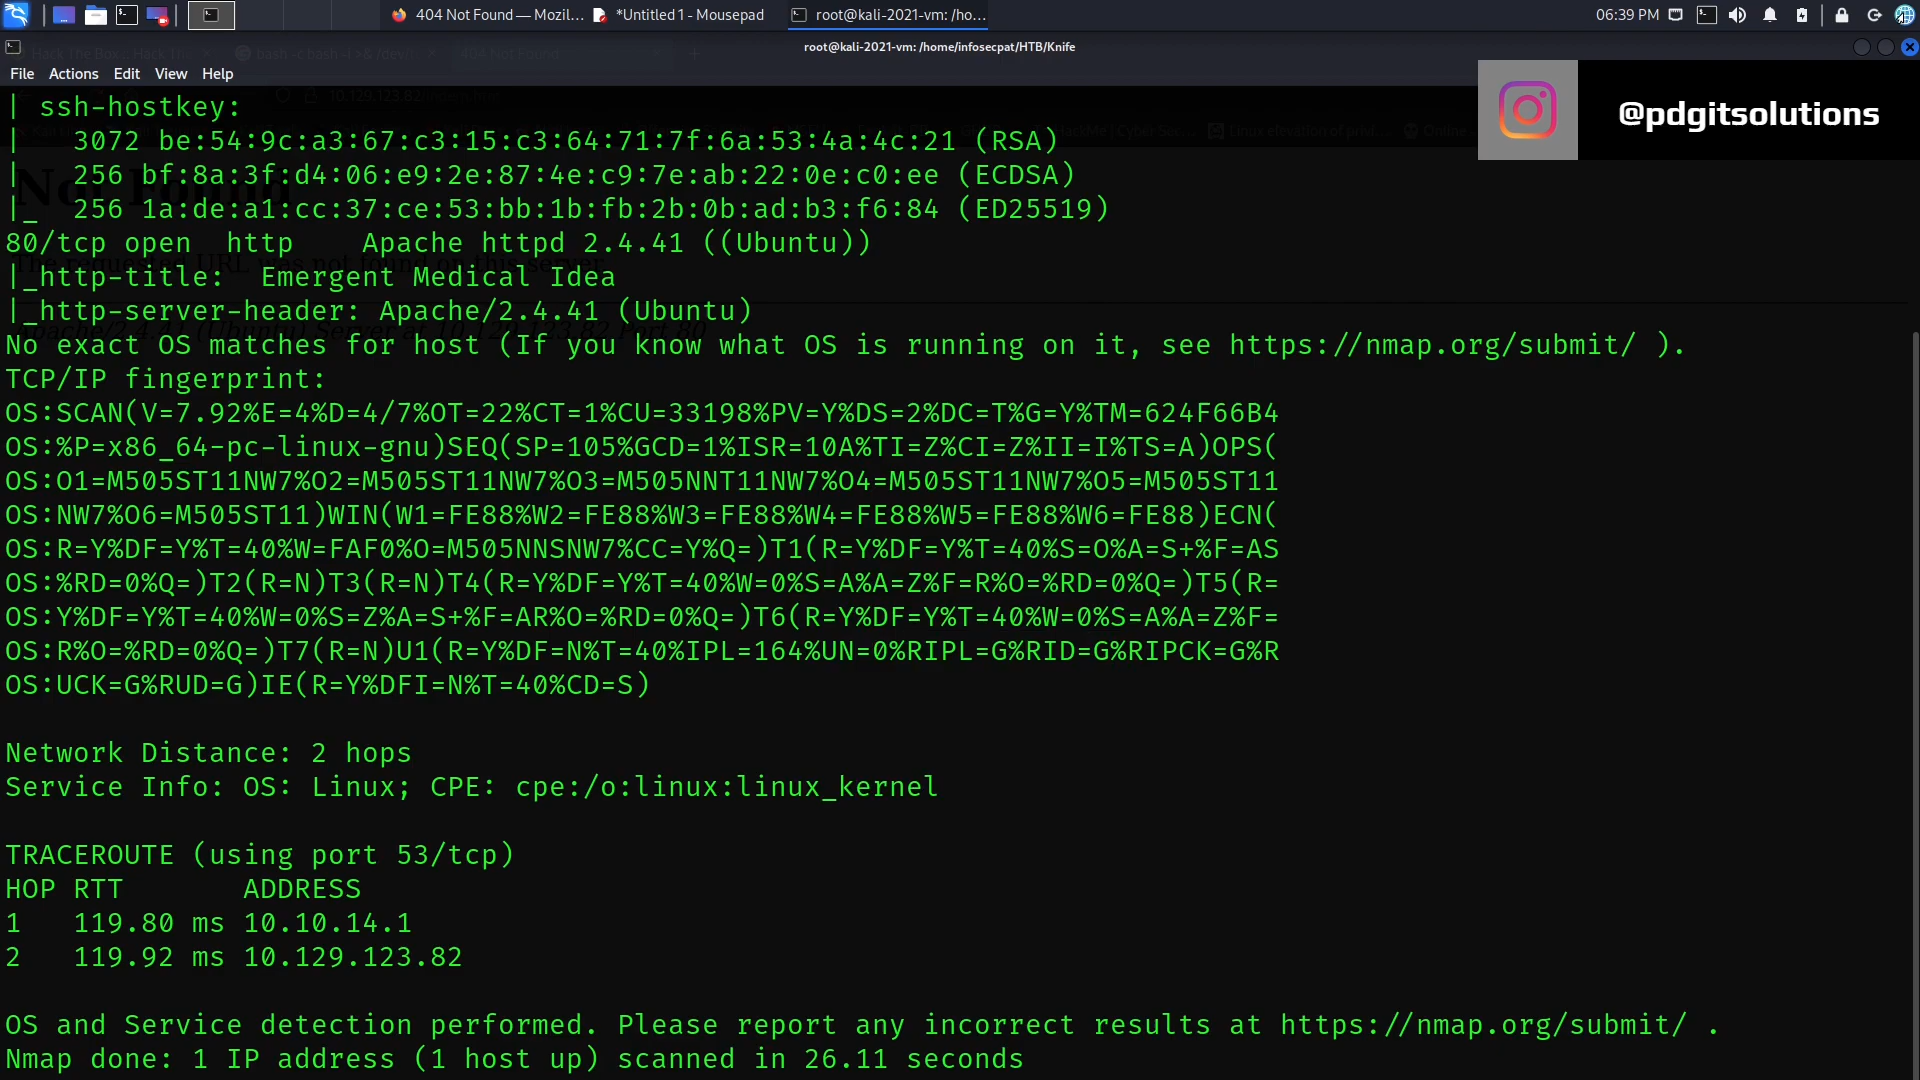 404 Not Found — Mozil...
*Untitled 1 - Mousepad
root@kali-2021-vm: /ho...
06:39 PM
root@kali-2021-vm: /home/infosecpat/HTB/Knife
File Actions Edit View Help
@pdgitsolutions
| ssh-hostkey:
|   3072 be:54:9c:a3:67:c3:15:c3:64:71:7f:6a:53:4a:4c:21 (RSA)
|   256 bf:8a:3f:d4:06:e9:2e:87:4e:c9:7e:ab:22:0e:c0:ee (ECDSA)
|_  256 1a:de:a1:cc:37:ce:53:bb:1b:fb:2b:0b:ad:b3:f6:84 (ED25519)
80/tcp open  http    Apache httpd 2.4.41 ((Ubuntu))
|_http-title:  Emergent Medical Idea
|_http-server-header: Apache/2.4.41 (Ubuntu)
No exact OS matches for host (If you know what OS is running on it, see https://nmap.org/submit/ ).
TCP/IP fingerprint:
OS:SCAN(V=7.92%E=4%D=4/7%OT=22%CT=1%CU=33198%PV=Y%DS=2%DC=T%G=Y%TM=624F66B4
OS:%P=x86_64-pc-linux-gnu)SEQ(SP=105%GCD=1%ISR=10A%TI=Z%CI=Z%II=I%TS=A)OPS(
OS:O1=M505ST11NW7%O2=M505ST11NW7%O3=M505NNT11NW7%O4=M505ST11NW7%O5=M505ST11
OS:NW7%O6=M505ST11)WIN(W1=FE88%W2=FE88%W3=FE88%W4=FE88%W5=FE88%W6=FE88)ECN(
OS:R=Y%DF=Y%T=40%W=FAF0%O=M505NNSNW7%CC=Y%Q=)T1(R=Y%DF=Y%T=40%S=O%A=S+%F=AS
OS:%RD=0%Q=)T2(R=N)T3(R=N)T4(R=Y%DF=Y%T=40%W=0%S=A%A=Z%F=R%O=%RD=0%Q=)T5(R=
OS:Y%DF=Y%T=40%W=0%S=Z%A=S+%F=AR%O=%RD=0%Q=)T6(R=Y%DF=Y%T=40%W=0%S=A%A=Z%F=
OS:R%O=%RD=0%Q=)T7(R=N)U1(R=Y%DF=N%T=40%IPL=164%UN=0%RIPL=G%RID=G%RIPCK=G%R
OS:UCK=G%RUD=G)IE(R=Y%DFI=N%T=40%CD=S)
Network Distance: 2 hops
Service Info: OS: Linux; CPE: cpe:/o:linux:linux_kernel
TRACEROUTE (using port 53/tcp)
HOP RTT       ADDRESS
1   119.80 ms 10.10.14.1
2   119.92 ms 10.129.123.82
OS and Service detection performed. Please report any incorrect results at https://nmap.org/submit/ .
Nmap done: 1 IP address (1 host up) scanned in 26.11 seconds